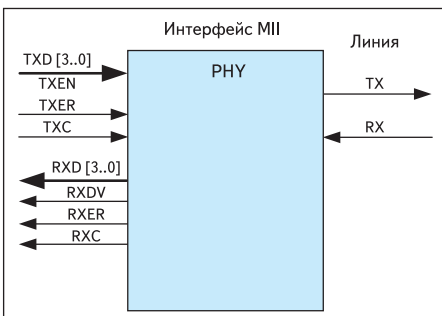 Интерфейс MII
Линия
TXD [3..0]
TXEN
TXER
TXC
RXD [3..0]
RXDV
RXER
RXC
PHY
TX
RX